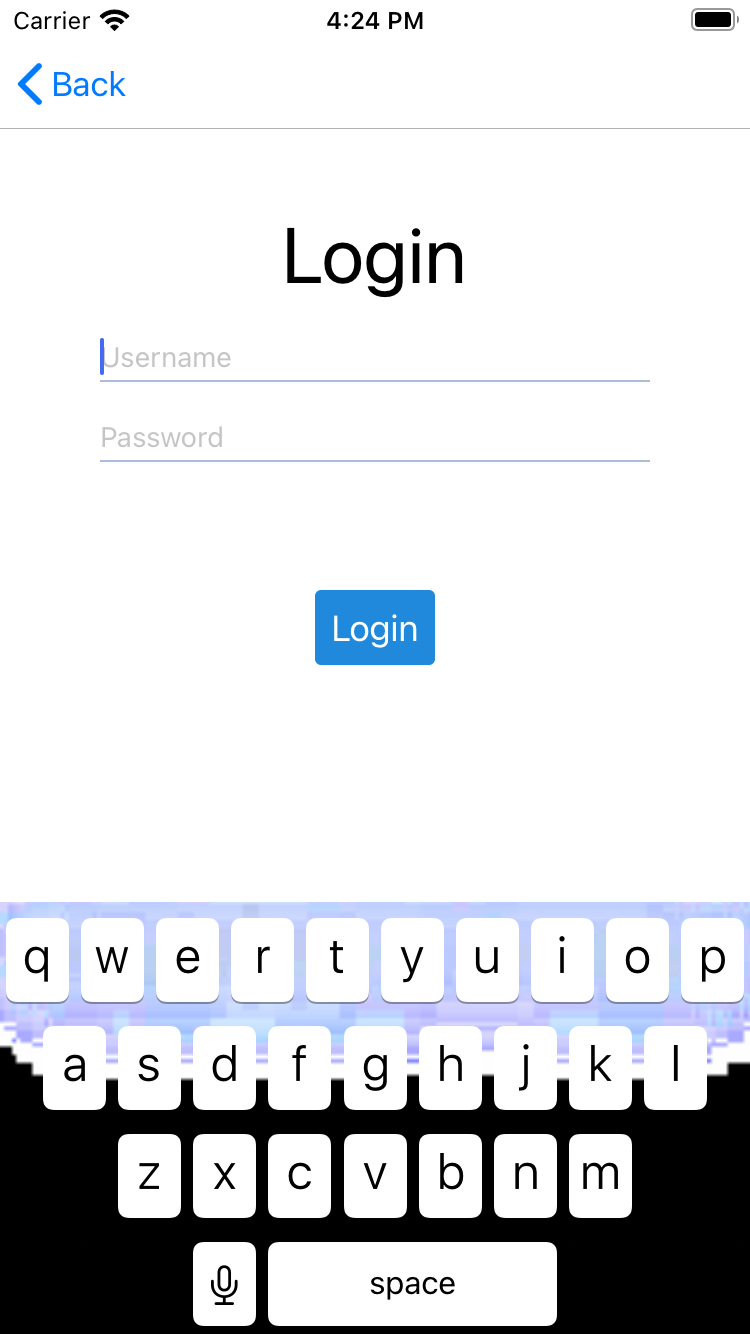 Carrier 4:24 PM
Back
Login
Username
Password
Login
q w e r t y u i o p
a s d f g h j k l
z x c v b n m
space